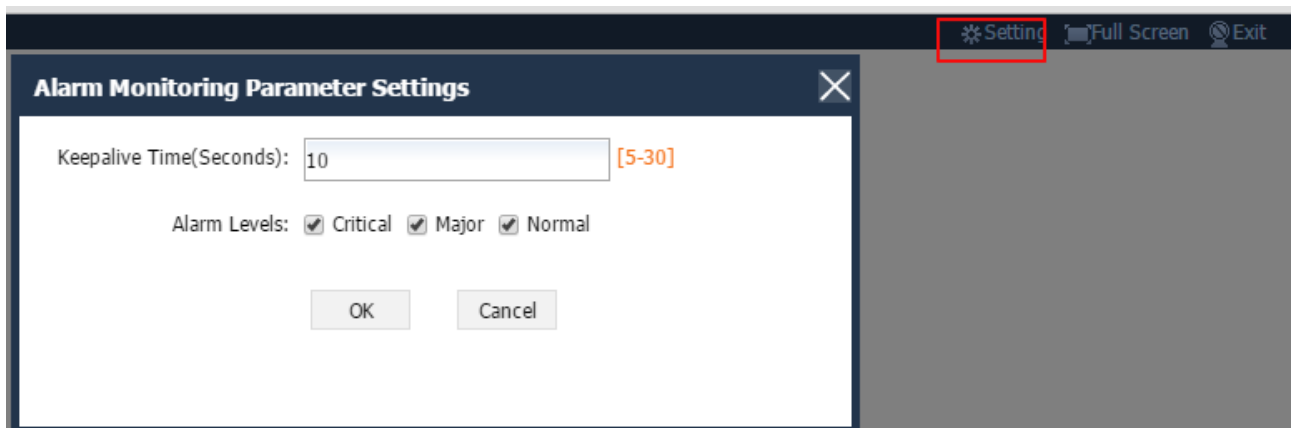 Setting Full Screen Exit
Alarm Monitoring Parameter Settings
Keepalive Time(Seconds): 10 [5-30]
Alarm Levels: Critical Major Normal
OK Cancel